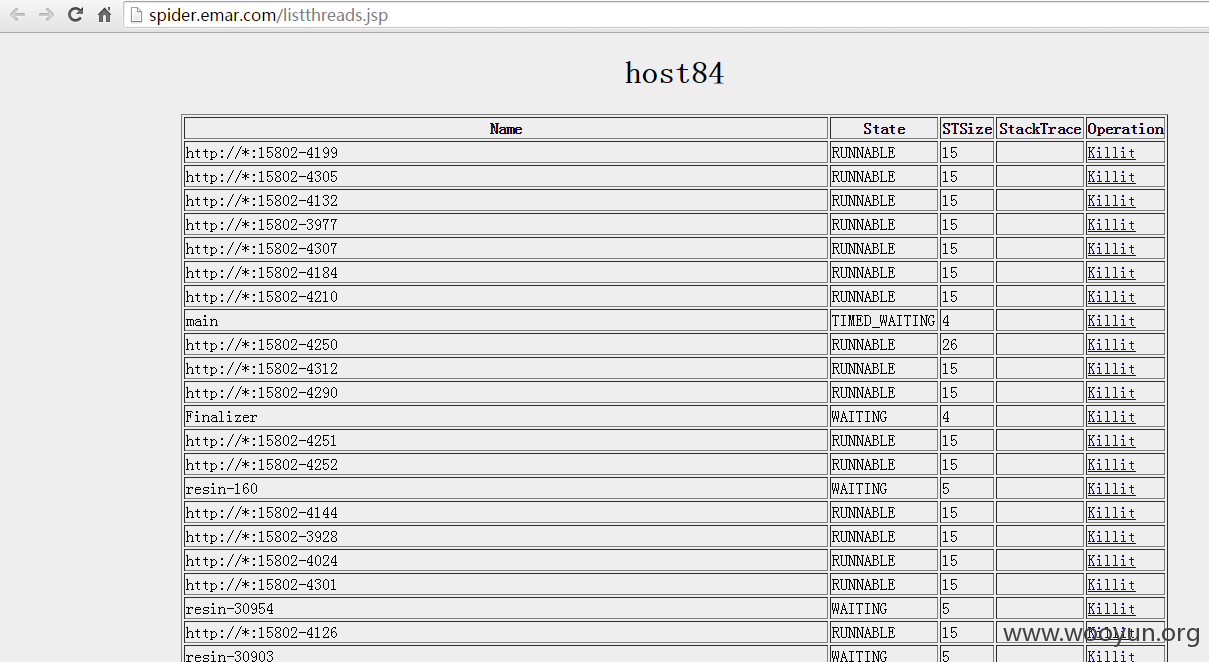 spider.emar.com/listthreads.jsp
host84
Name State STSize StackTrace Operation
http://*:15802-4199 RUNNABLE 15 Killit
http://*:15802-4305 RUNNABLE 15 Killit
http://*:15802-4132 RUNNABLE 15 Killit
http://*:15802-3977 RUNNABLE 15 Killit
http://*:15802-4307 RUNNABLE 15 Killit
http://*:15802-4184 RUNNABLE 15 Killit
http://*:15802-4210 RUNNABLE 15 Killit
main TIMED_WAITING 4 Killit
http://*:15802-4250 RUNNABLE 26 Killit
http://*:15802-4312 RUNNABLE 15 Killit
http://*:15802-4290 RUNNABLE 15 Killit
Finalizer WAITING 4 Killit
http://*:15802-4251 RUNNABLE 15 Killit
http://*:15802-4252 RUNNABLE 15 Killit
resin-160 WAITING 5 Killit
http://*:15802-4144 RUNNABLE 15 Killit
http://*:15802-3928 RUNNABLE 15 Killit
http://*:15802-4024 RUNNABLE 15 Killit
http://*:15802-4301 RUNNABLE 15 Killit
resin-30954 WAITING 5 Killit
http://*:15802-4126 RUNNABLE 15 Killit
www.wooyun.org
resin-30903 WAITING 5 Killit